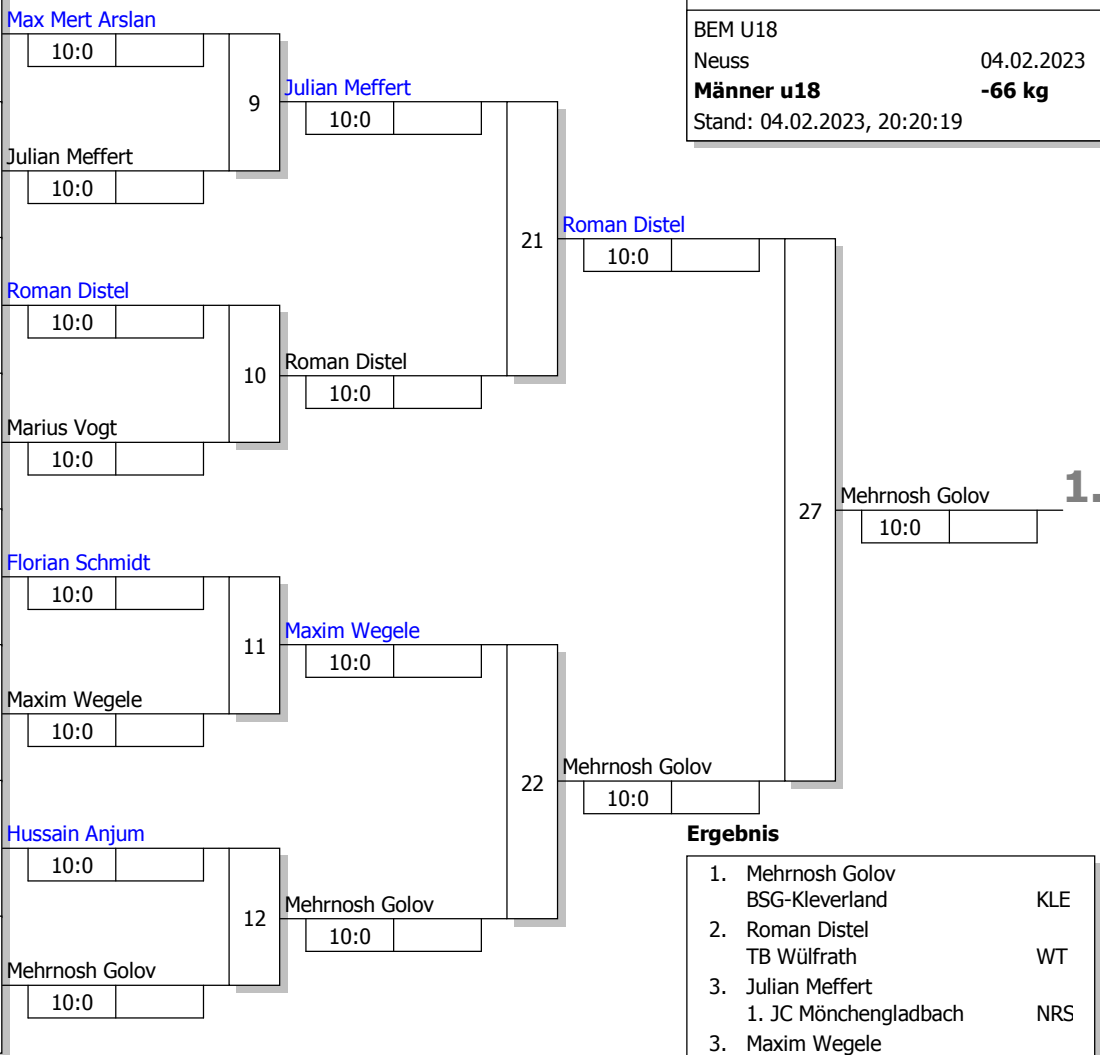 Max Mert Arslan
10:0
9
Julian Meffert
10:0
Julian Meffert
10:0
BEM U18
Neuss 04.02.2023
Männer u18 -66 kg
Stand: 04.02.2023, 20:20:19
21
Roman Distel
10:0
Roman Distel
10:0
10
Roman Distel
10:0
Marius Vogt
10:0
27
Mehrnosh Golov
10:0
1.
Florian Schmidt
10:0
11
Maxim Wegele
10:0
Maxim Wegele
10:0
22
Mehrnosh Golov
10:0
Hussain Anjum
10:0
12
Mehrnosh Golov
10:0
Mehrnosh Golov
10:0
Ergebnis
1. Mehrnosh Golov
BSG-Kleverland KLE
2. Roman Distel
TB Wülfrath WT
3. Julian Meffert
1. JC Mönchengladbach NRS
3. Maxim Wegele